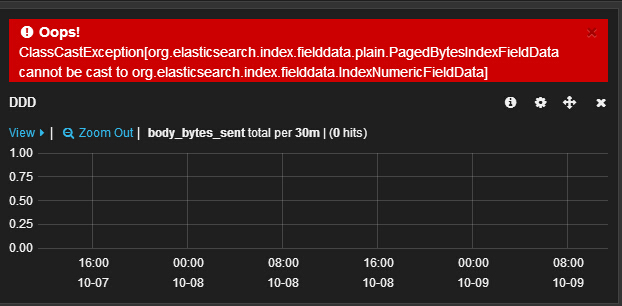 Oops!
ClassCastException[org.elasticsearch.index.fielddata.plain.PagedBytesIndexFieldData
cannot be cast to org.elasticsearch.index.fielddata.IndexNumericFieldData]
DDD
View | Zoom Out | body_bytes_sent total per 30m | (0 hits)
1.00
0.75
0.50
0.25
0.00
16:00 00:00 08:00 16:00 00:00 08:00
10-07 10-08 10-08 10-08 10-09 10-09